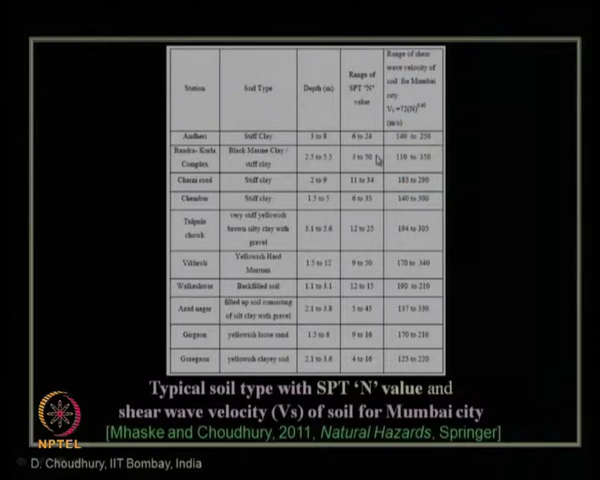 Station Soil Type Depth (m) Range of SPT 'N' value Range of shear wave velocity of soil for Mumbai city
(m/s)
Andheri Stiff Clay 3 to 8 6 to 24 140 to 250
Bandra- Kurla Complex Black Marine Clay / stiff clay 2.5 to 5.5 3 to 50 110 to 350
Charni road Stiff clay 2 to 9 11 to 34 185 to 290
Chembur Stiff clay 1.5 to 5 6 to 35 140 to 300
Tulpule chowk very stiff yellowish brown silty clay with gravel 3.1 to 5.6 12 to 25 194 to 305
Vikhroli Yellowish Hard Murrum 1.5 to 12 9 to 50 170 to 340
Walkeshwar Backfilled soil 1.1 to 3.1 12 to 15 190 to 210
Azad nagar filled up soil consisting of silt clay with gravel 2.1 to 3.8 5 to 45 137 to 330
Girgaon yellowish loose sand 1.5 to 6 9 to 16 170 to 210
Goregaon yellowish clayey soil 2.1 to 3.6 4 to 16 125 to 220
Typical soil type with SPT 'N' value and
shear wave velocity (Vs) of soil for Mumbai city
[Mhaske and Choudhury, 2011, Natural Hazards, Springer]
NPTEL
D. Choudhury, IIT Bombay, India